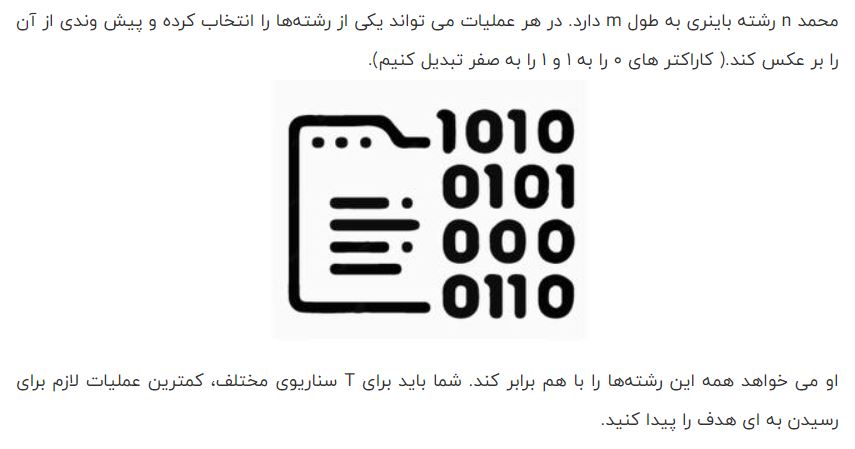 محمد n رشته باینری به طول m دارد. در هر عملیات می تواند یکی از رشته‌ها را انتخاب کرده و پیش وندی از آن
را بر عکس کند.( کاراکتر های ۰ را به ۱ و ۱ را به صفر تبدیل کنیم).
1010
0101
000
0110
او می خواهد همه این رشته‌ها را با هم برابر کند. شما باید برای T سناریوی مختلف، کمترین عملیات لازم برای
رسیدن به ای هدف را پیدا کنید.